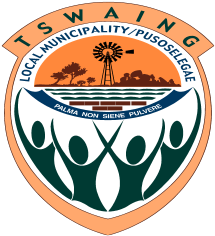 TSWAING
LOCAL MUNICIPALITY/PUSOSELEGAE
PALMA NON SIENE PULVERE